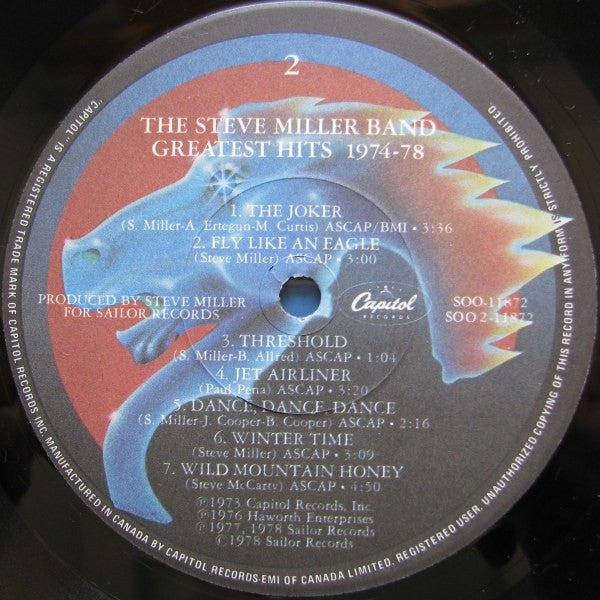 2
THE STEVE MILLER BAND
GREATEST HITS 1974-78
1. THE JOKER
(S. Miller-A. Ertegun-M. Curtis) ASCAP/BMI • 3:36
2. FLY LIKE AN EAGLE
(Steve Miller) ASCAP • 3:00
PRODUCED BY STEVE MILLER
FOR SAILOR RECORDS
Capitol
RECORDS
SOO-11872
SOO 2-11872
3. THRESHOLD
(S. Miller-B. Allred) ASCAP • 1:04
4. JET AIRLINER
(Paul Pena) ASCAP • 3:20
5. DANCE, DANCE, DANCE
(S. Miller-J. Cooper-B. Cooper) ASCAP • 2:16
6. WINTER TIME
(Steve Miller) ASCAP • 3:09
7. WILD MOUNTAIN HONEY
(Steve McCarty) ASCAP • 4:50
℗1973 Capitol Records, Inc.
℗1976 Haworth Enterprises
℗1977, 1978 Sailor Records
©1978 Sailor Records
"CAPITOL" IS A REGISTERED TRADE MARK OF CAPITOL RECORDS INC. MANUFACTURED IN CANADA BY CAPITOL RECORDS-EMI OF CANADA LIMITED. REGISTERED USER. UNAUTHORIZED COPYING OF THIS RECORD IN ANY FORM IS STRICTLY PROHIBITED